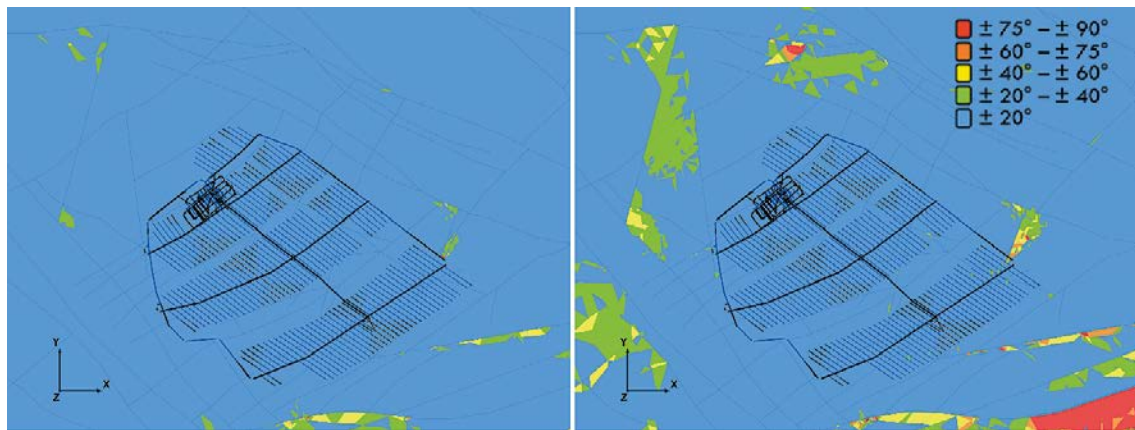 ± 75° – ± 90°
± 60° – ± 75°
± 40° – ± 60°
± 20° – ± 40°
± 20°
Y
Z
X
Y
Z
X